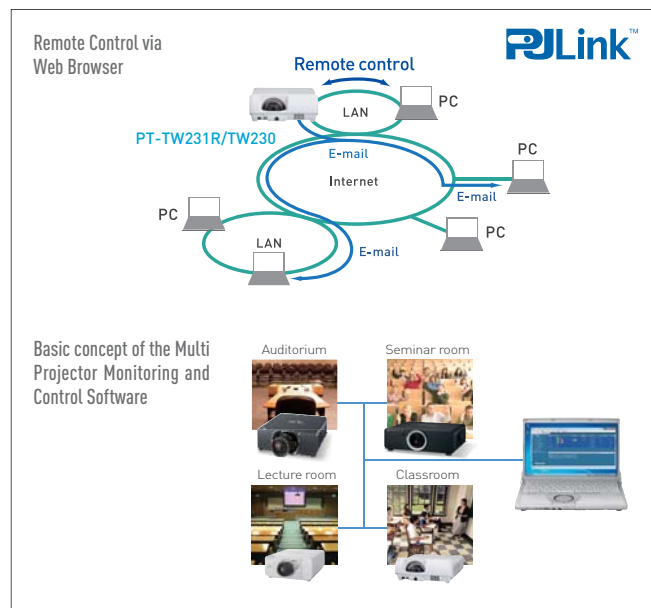 Remote Control via
Web Browser
PJLink™
Remote control
LAN
PC
PT-TW231R/TW230
E-mail
PC
Internet
E-mail
PC
PC
LAN
E-mail
Basic concept of the Multi
Projector Monitoring and
Control Software
Auditorium
Seminar room
Lecture room
Classroom